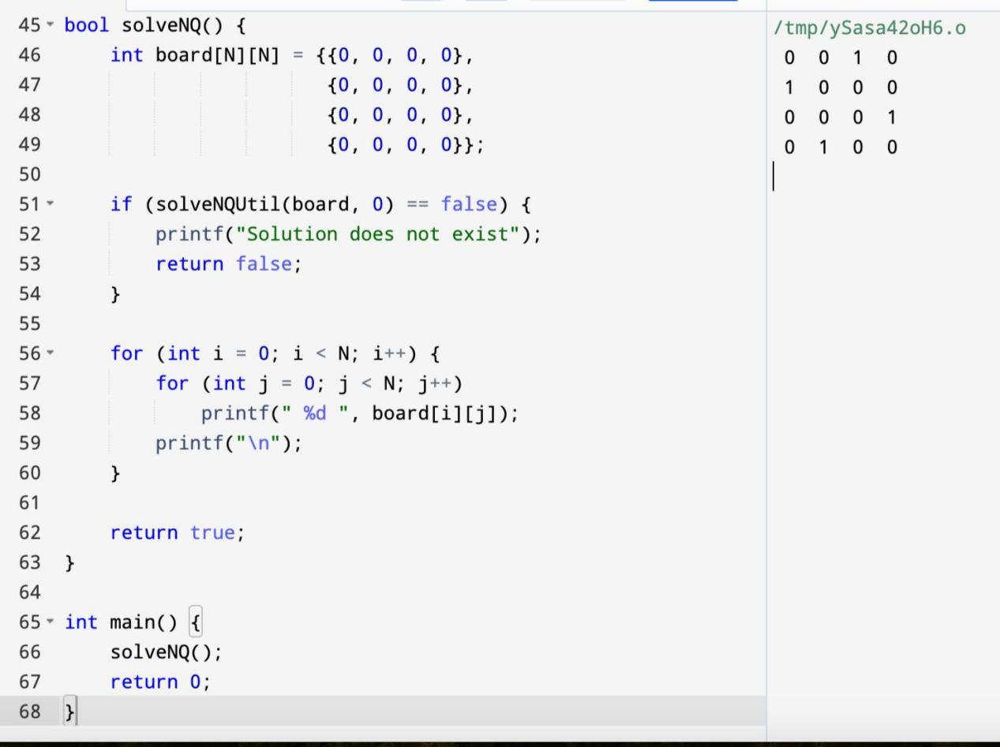 45 bool solveNQ() {
46 int board[N][N] = {{0, 0, 0, 0},
47 {0, 0, 0, 0},
48 {0, 0, 0, 0},
49 {0, 0, 0, 0}};
50
51 if (solveNQUtil(board, 0) == false) {
52 printf("Solution does not exist");
53 return false;
54 }
55
56 for (int i = 0; i < N; i++) {
57 for (int j = 0; j < N; j++)
58 printf(" %d ", board[i][j]);
59 printf("\n");
60 }
61
62 return true;
63 }
64
65 int main() {
66 solveNQ();
67 return 0;
68 }
/tmp/ySasa42oH6.o
0 0 1 0
1 0 0 0
0 0 0 1
0 1 0 0